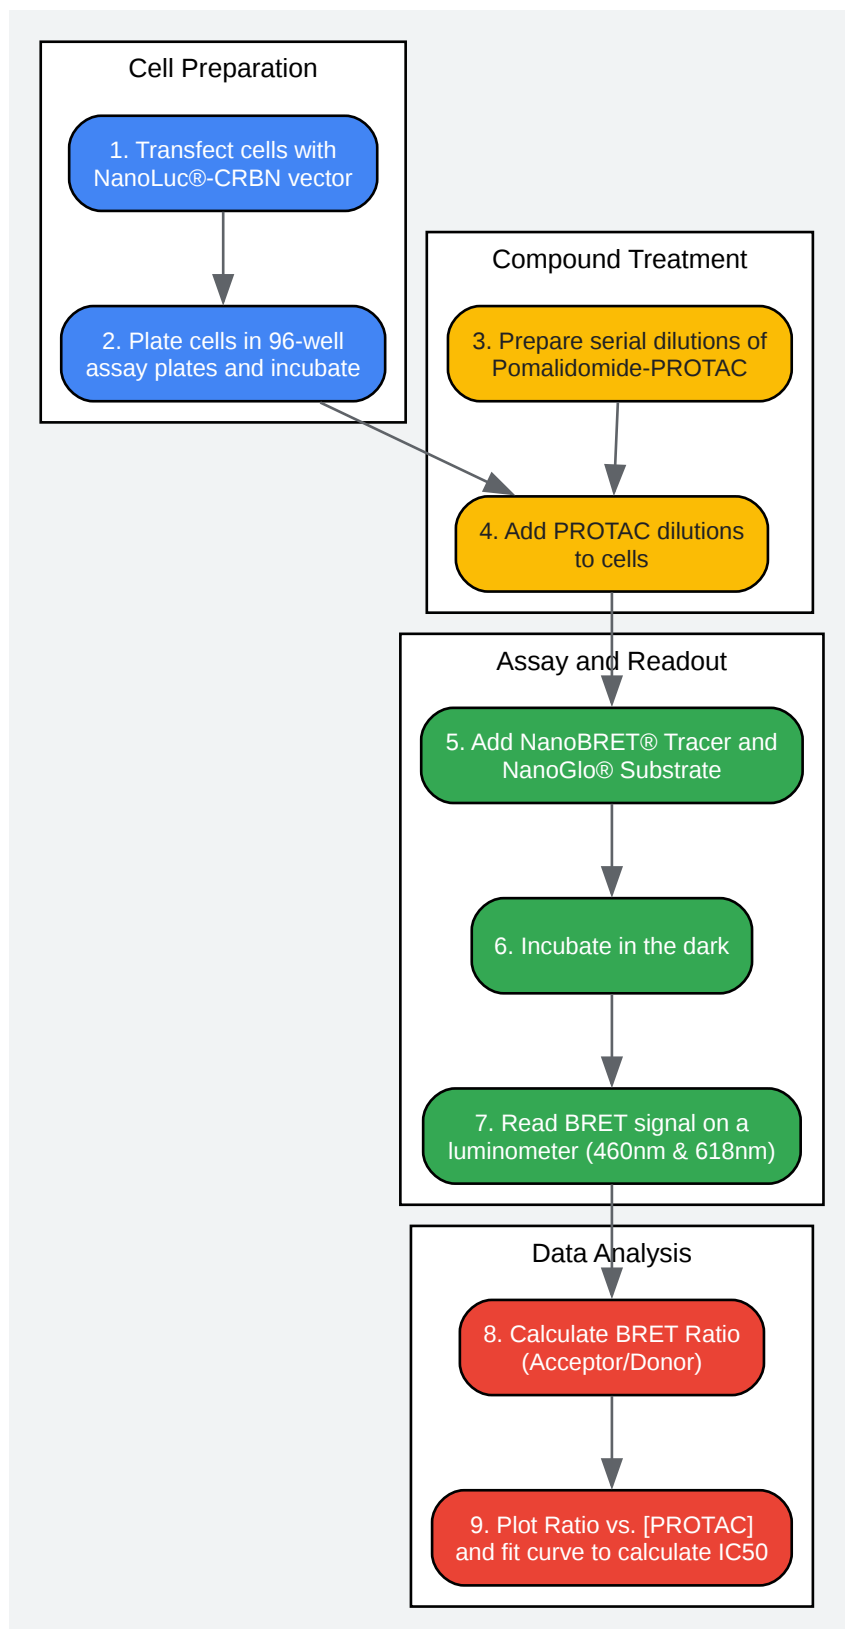 Cell Preparation
1. Transfect cells with
NanoLuc®-CRBN vector
2. Plate cells in 96-well
assay plates and incubate
Compound Treatment
3. Prepare serial dilutions of
Pomalidomide-PROTAC
4. Add PROTAC dilutions
to cells
Assay and Readout
5. Add NanoBRET® Tracer and
NanoGlo® Substrate
6. Incubate in the dark
7. Read BRET signal on a
luminometer (460nm & 618nm)
Data Analysis
8. Calculate BRET Ratio
(Acceptor/Donor)
9. Plot Ratio vs. [PROTAC]
and fit curve to calculate IC50